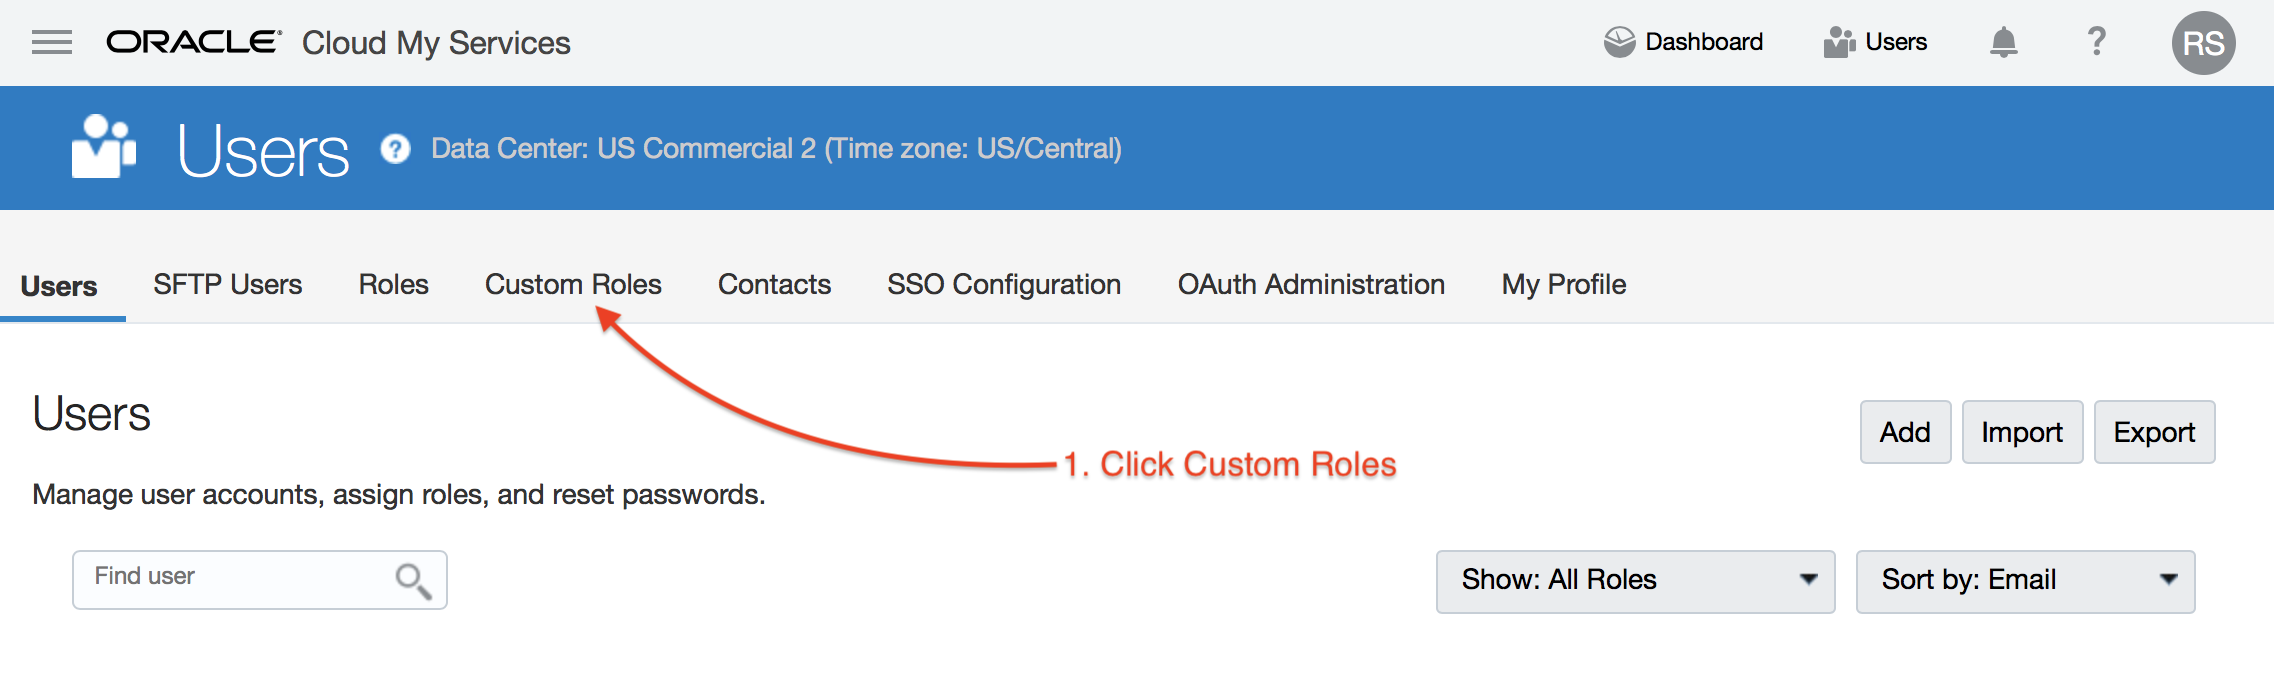 ORACLE® Cloud My Services
Dashboard
Users
?
RS
Users
? Data Center: US Commercial 2 (Time zone: US/Central)
Users SFTP Users Roles Custom Roles Contacts SSO Configuration OAuth Administration My Profile
Users
Add Import Export
1. Click Custom Roles
Manage user accounts, assign roles, and reset passwords.
Find user
Show: All Roles
Sort by: Email